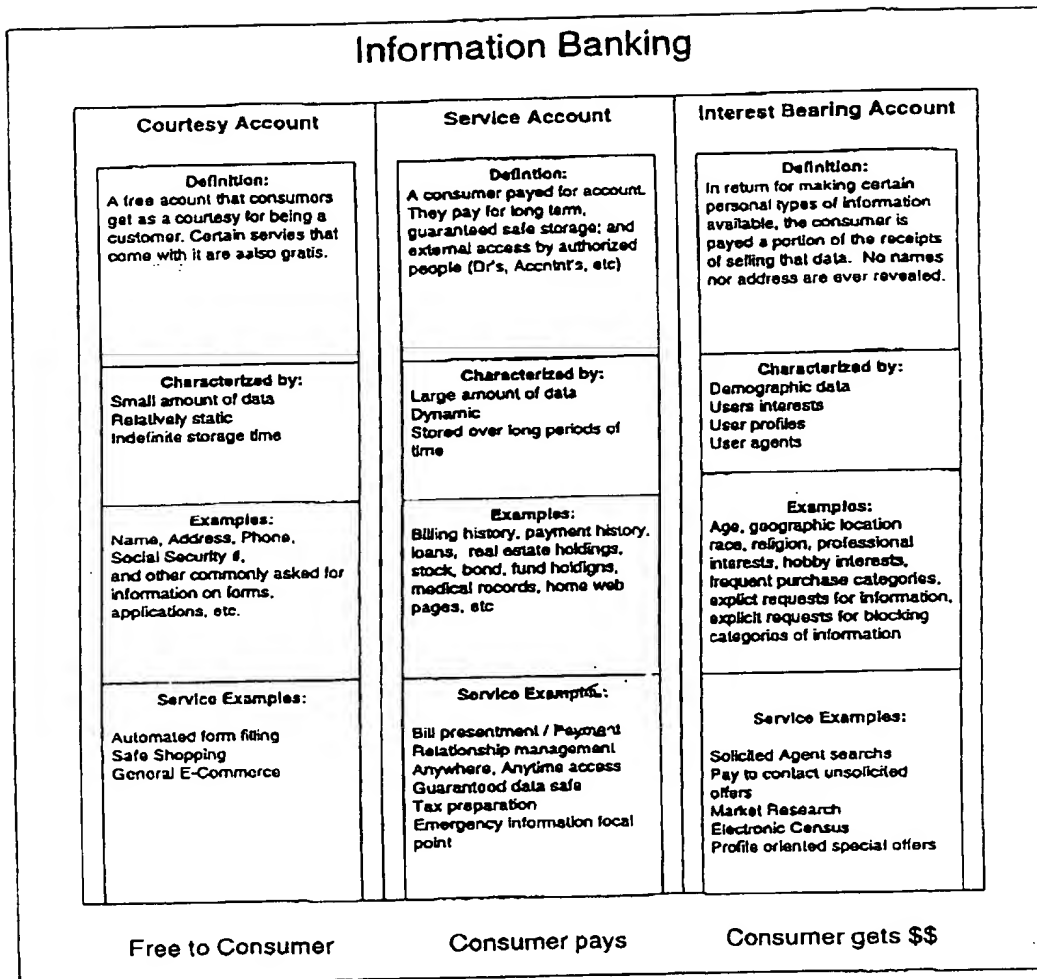 Information Banking
Courtesy Account
Definition:
A free acount that consumors
get as a courtesy for being a
customer. Certain servies that
come with it are aalso gratis.
Characterized by:
Small amount of data
Relatively static
Indefinite storage time
Examples:
Name, Address, Phone,
Social Security #,
and other commonly asked for
information on forms,
applications, etc.
Service Examples:
Automated form filling
Safe Shopping
General E-Commerce
Free to Consumer
Service Account
Defintion:
A consumer payed for account.
They pay for long term,
guaranteed safe storage; and
external access by authorized
people (Dr's, Accntnt's, etc)
Characterized by:
Large amount of data
Dynamic
Stored over long periods of
time
Examples:
Billing history, payment history,
loans, real estate holdings,
stock, bond, fund holdigns,
medical records, home web
pages, etc
Service Examples:
Bill presentment / Payment
Relationship management
Anywhere, Anytime access
Guaranteed data safe
Tax preparation
Emergency information focal
point
Consumer pays
Interest Bearing Account
Definition:
In return for making certain
personal types of information
available, the consumer is
payed a portion of the receipts
of selling that data. No names
nor address are ever revealed.
Characterized by:
Demographic data
Users interests
User profiles
User agents
Examples:
Age, geographic location
race, religion, professional
interests, hobby interests,
frequent purchase categories,
explict requests for information,
explicit requests for blocking
categories of information
Service Examples:
Solicited Agent searchs
Pay to contact unsolicited
offers
Market Research
Electronic Census
Profile oriented special offers
Consumer gets $$